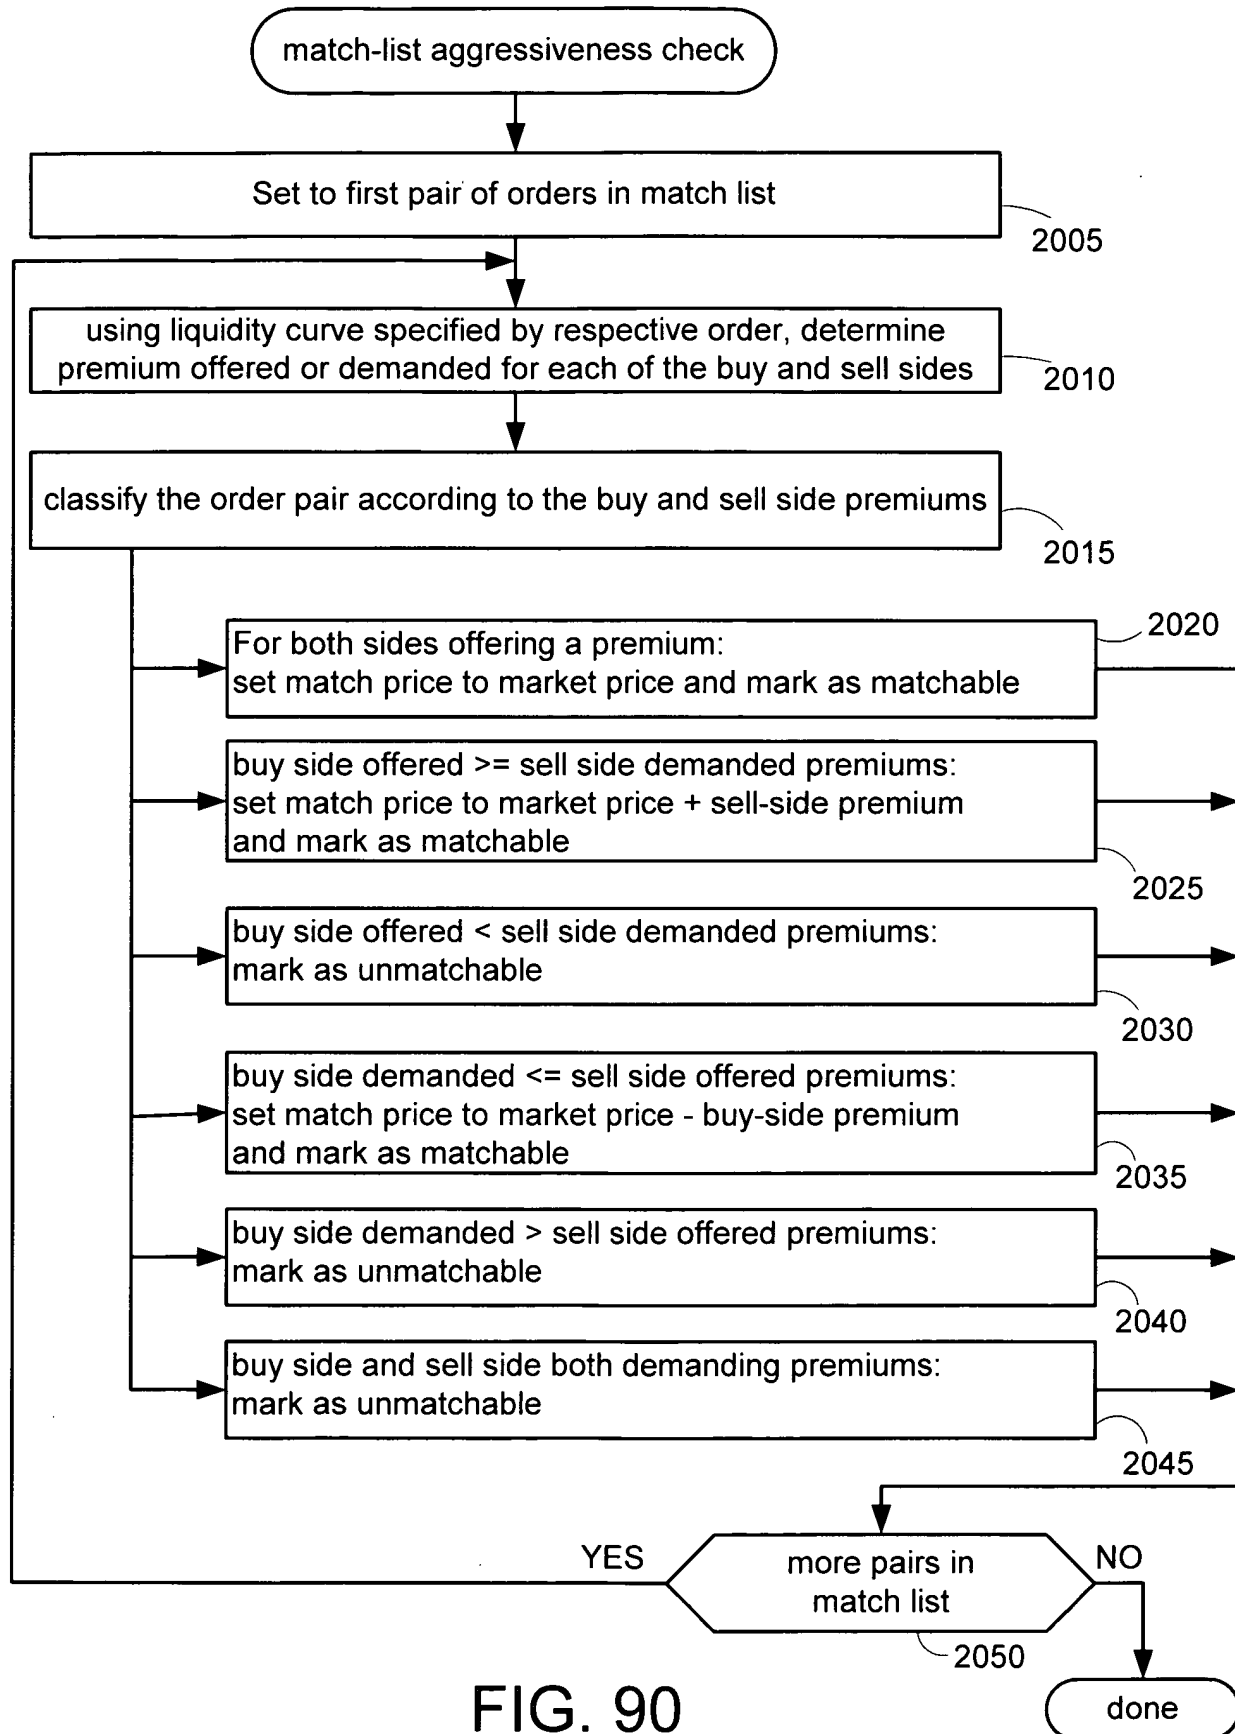 match-list aggressiveness check
Set to first pair of orders in match list
2005
using liquidity curve specified by respective order, determine
premium offered or demanded for each of the buy and sell sides
2010
classify the order pair according to the buy and sell side premiums
2015
2020
For both sides offering a premium:
set match price to market price and mark as matchable
buy side offered >= sell side demanded premiums:
set match price to market price + sell-side premium
and mark as matchable
2025
buy side offered < sell side demanded premiums:
mark as unmatchable
2030
buy side demanded <= sell side offered premiums:
set match price to market price - buy-side premium
and mark as matchable
2035
buy side demanded > sell side offered premiums:
mark as unmatchable
2040
buy side and sell side both demanding premiums:
mark as unmatchable
2045
YES
more pairs in
match list
NO
2050
done
FIG. 90